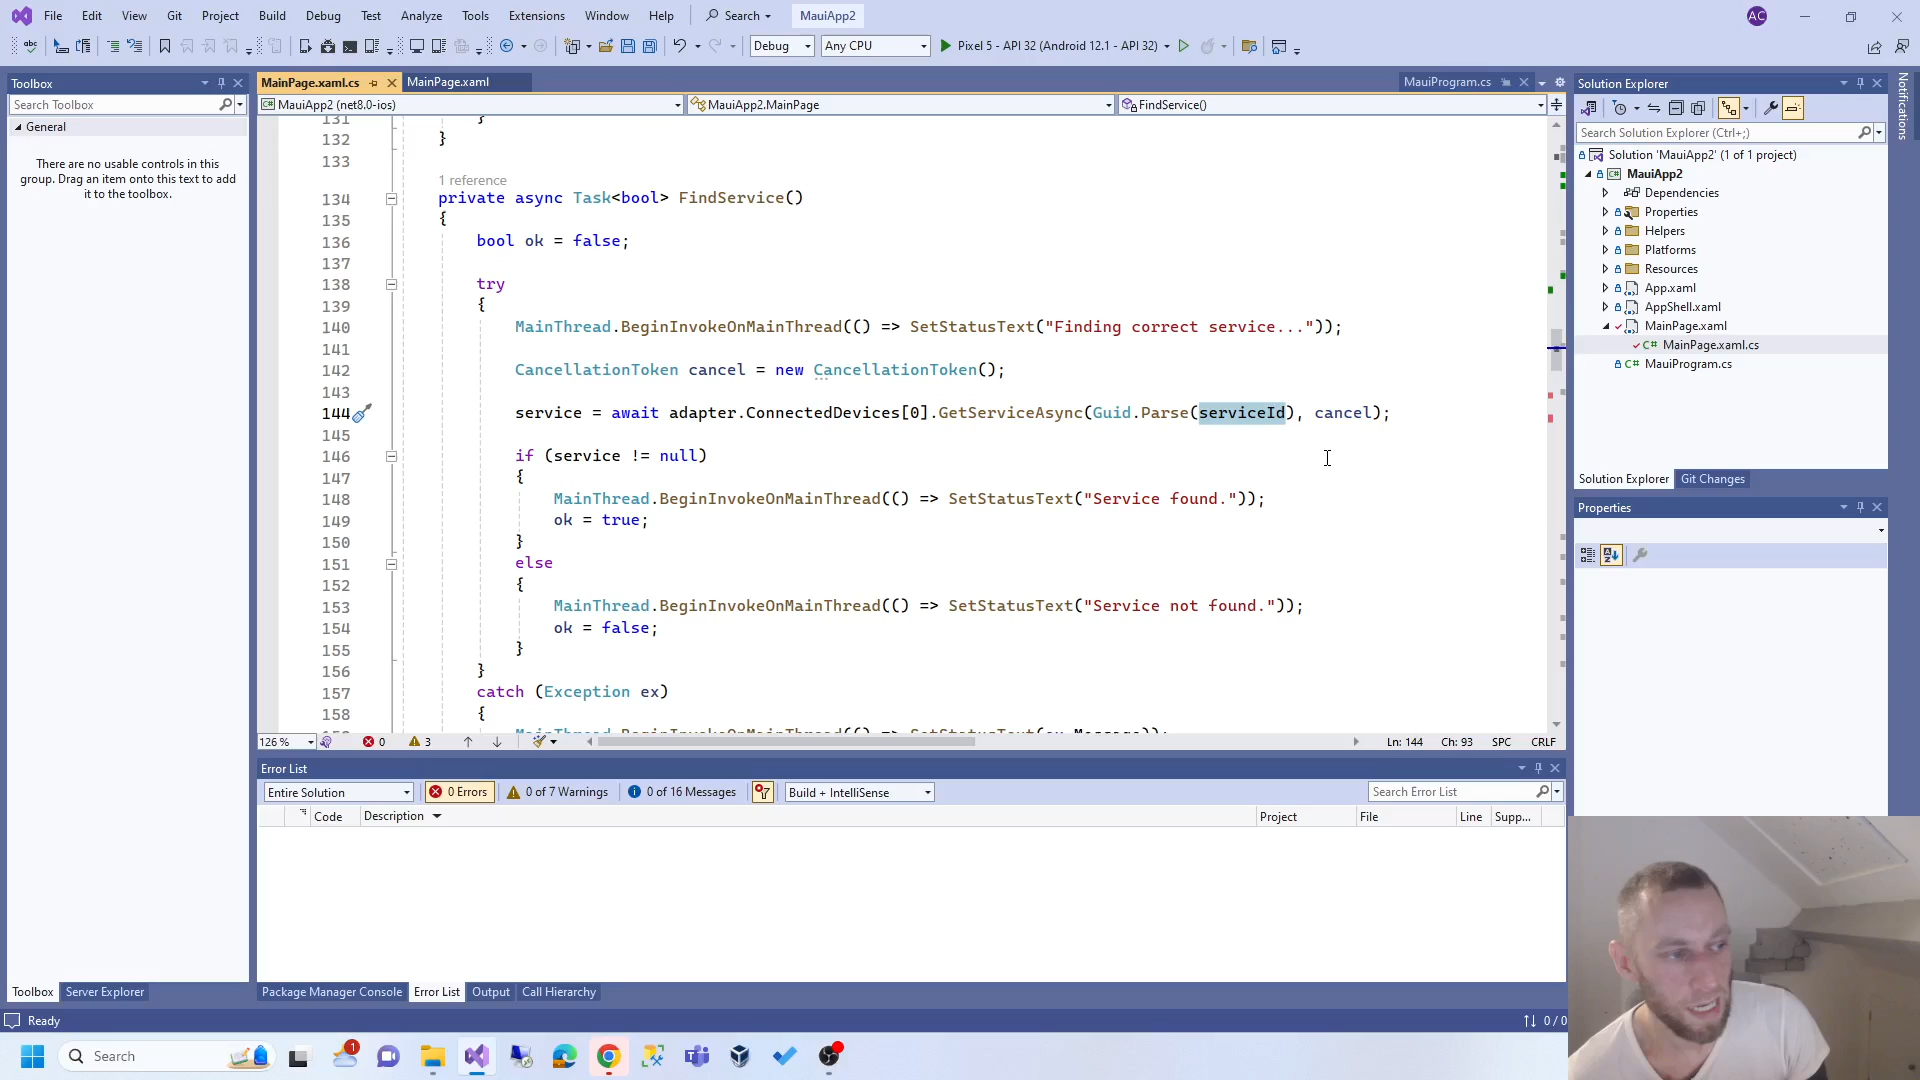 File Edit View Git Project Build Debug Test Analyze Tools Extensions Window Help Search MauiApp2 AC
Debug Any CPU Pixel 5 - API 32 (Android 12.1 - API 32)
Toolbox
Search Toolbox
General
There are no usable controls in this
group. Drag an item onto this text to add
it to the toolbox.
Toolbox Server Explorer
MainPage.xaml.cs MainPage.xaml MauiProgram.cs
MauiApp2 (net8.0-ios) MauiApp2.MainPage FindService()
131 }
132 }
133
1 reference
134 private async Task<bool> FindService()
135 {
136 bool ok = false;
137
138 try
139 {
140 MainThread.BeginInvokeOnMainThread(() => SetStatusText("Finding correct service..."));
141
142 CancellationToken cancel = new CancellationToken();
143
144 service = await adapter.ConnectedDevices[0].GetServiceAsync(Guid.Parse(serviceId), cancel);
145
146 if (service != null)
147 {
148 MainThread.BeginInvokeOnMainThread(() => SetStatusText("Service found."));
149 ok = true;
150 }
151 else
152 {
153 MainThread.BeginInvokeOnMainThread(() => SetStatusText("Service not found."));
154 ok = false;
155 }
156 }
157 catch (Exception ex)
158 {
126 % 0 3 Ln: 144 Ch: 93 SPC CRLF
Error List
Entire Solution 0 Errors 0 of 7 Warnings 0 of 16 Messages Build + IntelliSense Search Error List
Code Description Project File Line Supp...
Package Manager Console Error List Output Call Hierarchy
Solution Explorer
Search Solution Explorer (Ctrl+;)
Solution 'MauiApp2' (1 of 1 project)
C# MauiApp2
Dependencies
Properties
Helpers
Platforms
Resources
App.xaml
AppShell.xaml
MainPage.xaml
C# MainPage.xaml.cs
C# MauiProgram.cs
Solution Explorer Git Changes
Properties
Notifications
Ready 0 / 0
Search 1